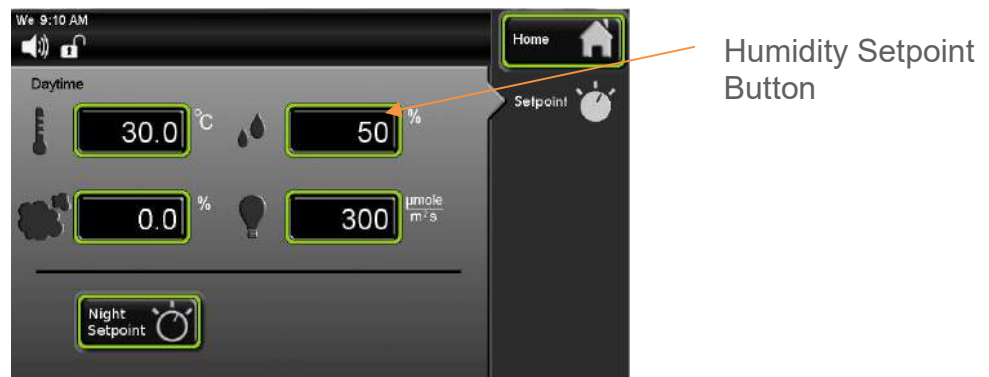 We 9:10 AM
Home
Humidity Setpoint
Button
Daytime
Setpoint
30.0 °C
50 %
0.0 %
300 µmole
m²s
Night
Setpoint